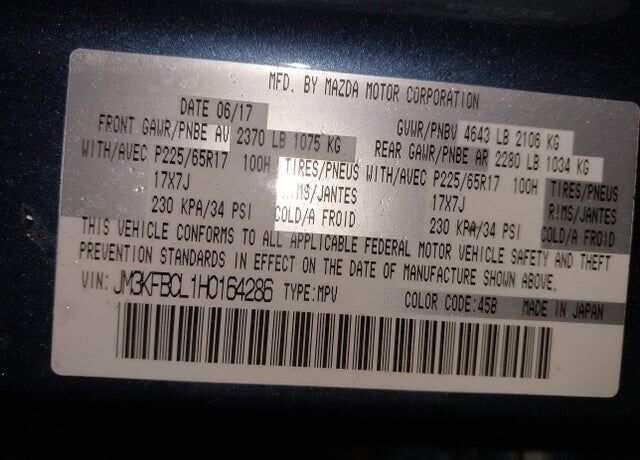 MFD. BY MAZDA MOTOR CORPORATION
DATE 06/17 GVWR/PNBV 4643 LB 2106 KG
FRONT GAWR/PNBE AV 2370 LB 1075 KG REAR GAWR/PNBE AR 2280 LB 1034 KG
WITH/AVEC P225/65R17 100H TIRES/PNEUS WITH/AVEC P225/65R17 100H TIRES/PNEUS
17X7J RIMS/JANTES 17X7J RIMS/JANTES
230 KPA/34 PSI COLD/A FROID 230 KPA/34 PSI COLD/A FROID
THIS VEHICLE CONFORMS TO ALL APPLICABLE FEDERAL MOTOR VEHICLE SAFETY AND THEFT
PREVENTION STANDARDS IN EFFECT ON THE DATE OF MANUFACTURE SHOWN ABOVE.
VIN: JM3KFBCL1H0164286 TYPE:MPV COLOR CODE:45B MADE IN JAPAN